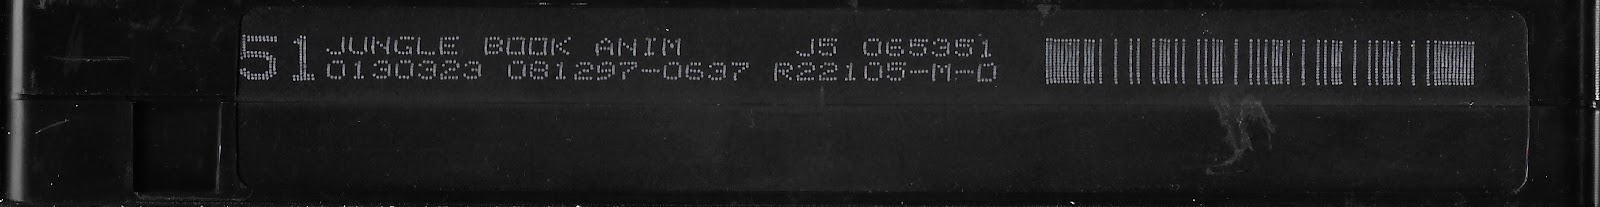 51 JUNGLE BOOK ANIM J5 065351
0130323 081297-0637 R22105-M-D